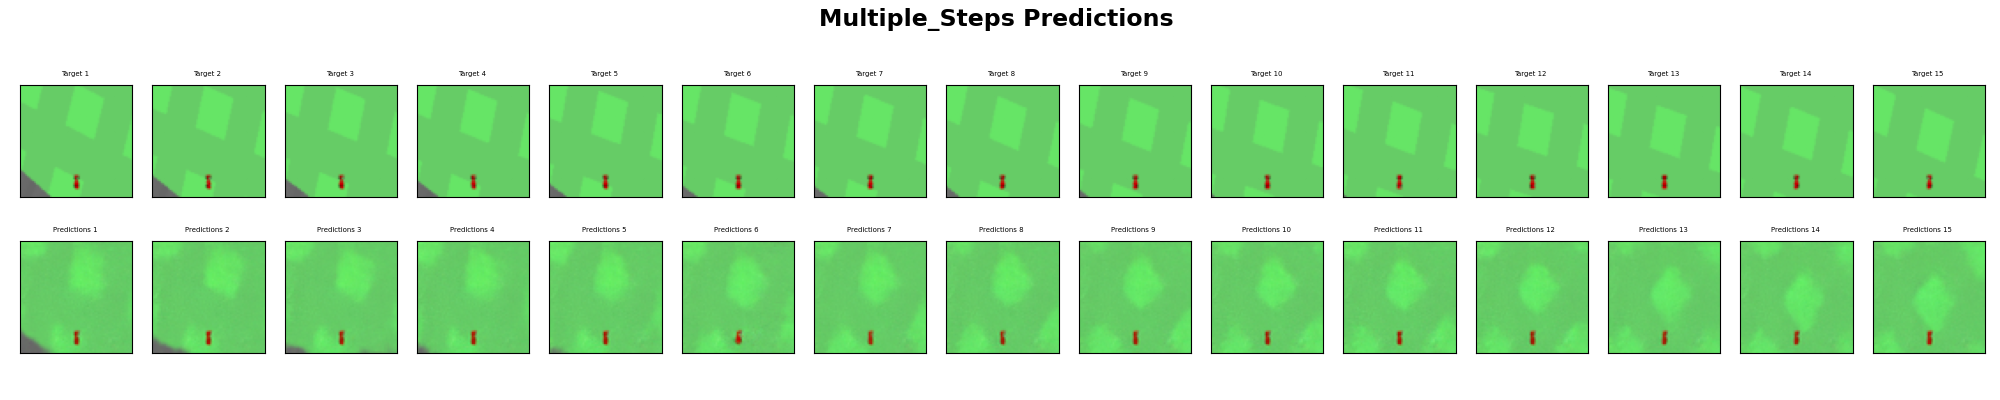 Multiple_Steps Predictions
Target 1 Target 2 Target 3 Target 4 Target 5 Target 6 Target 7 Target 8 Target 9 Target 10 Target 11 Target 12 Target 13 Target 14 Target 15
Predictions 1 Predictions 2 Predictions 3 Predictions 4 Predictions 5 Predictions 6 Predictions 7 Predictions 8 Predictions 9 Predictions 10 Predictions 11 Predictions 12 Predictions 13 Predictions 14 Predictions 15